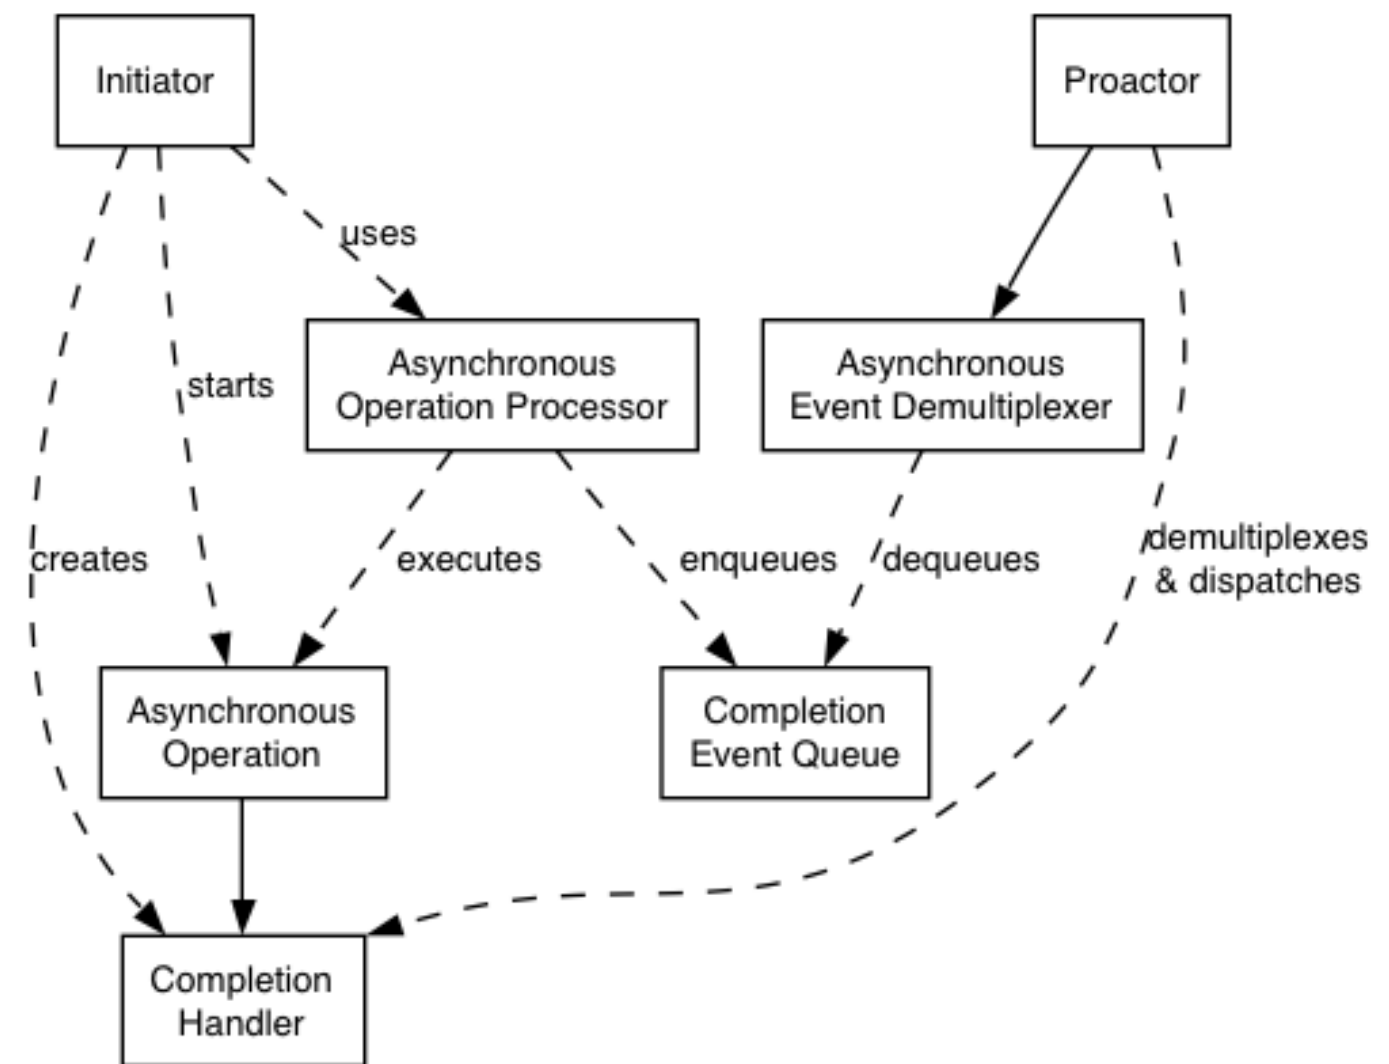 Initiator
Proactor
uses
Asynchronous
Operation Processor
Asynchronous
Event Demultiplexer
starts
creates
executes
enqueues
dequeues
demultiplexes
& dispatches
Asynchronous
Operation
Completion
Event Queue
Completion
Handler